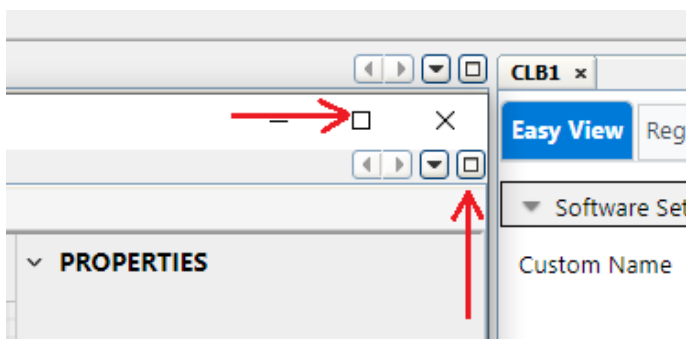 CLB1 ×
Easy View Reg
Software Set
PROPERTIES
Custom Name